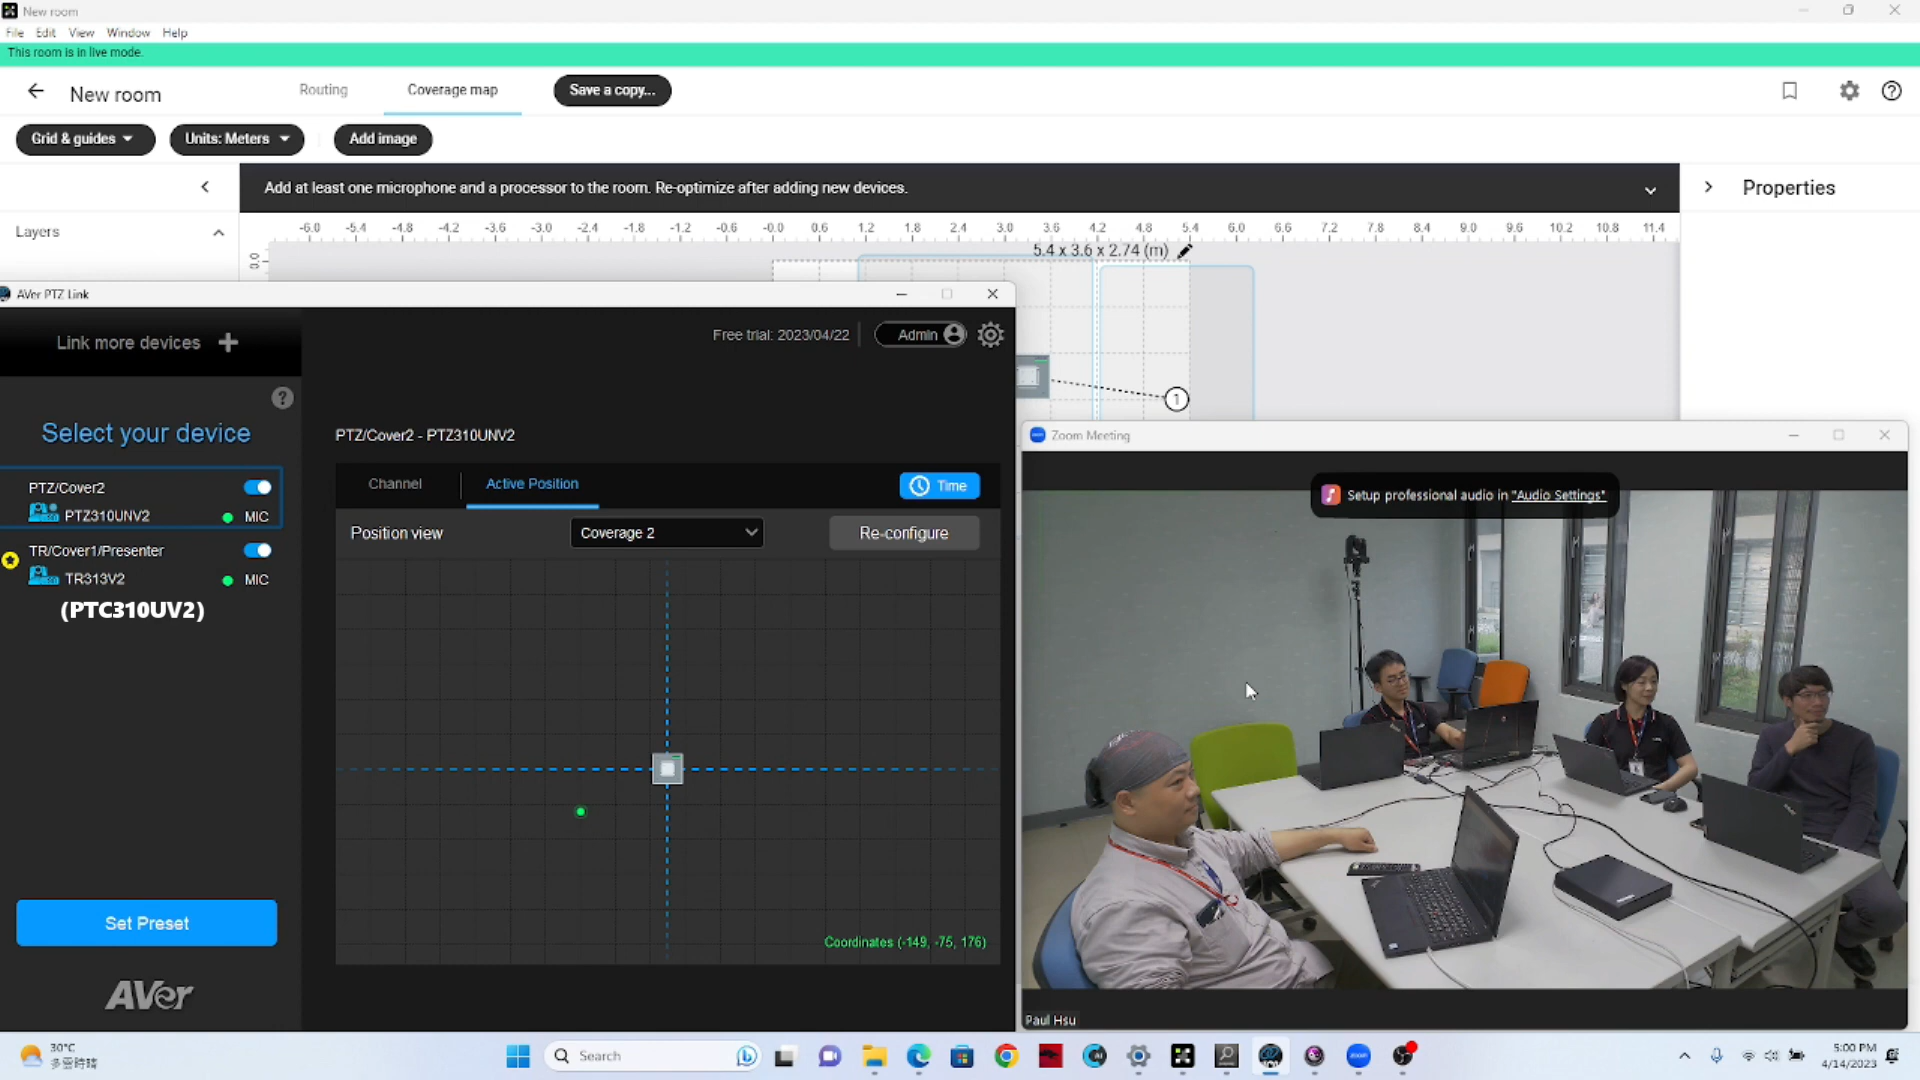 New room
File Edit View Window Help
This room is in live mode.
New room
Routing
Coverage map
Save a copy...
Grid & guides
Units: Meters
Add image
Add at least one microphone and a processor to the room. Re-optimize after adding new devices.
Properties
Layers
-6.0 -5.4 -4.8 -4.2 -3.6 -3.0 -2.4 -1.8 -1.2 -0.6 -0.0 0.6 1.2 1.8 2.4 3.0 3.6 4.2 4.8 5.4 6.0 6.6 7.2 7.8 8.4 9.0 9.6 10.2 10.8 11.4
0.0
5.4 x 3.6 x 2.74 (m)
1
AVer PTZ Link
Link more devices +
Free trial: 2023/04/22
Admin
Select your device
PTZ/Cover2
PTZ310UNV2
MIC
TR/Cover1/Presenter
TR313V2
MIC
(PTC310UV2)
Set Preset
AVer
PTZ/Cover2 - PTZ310UNV2
Channel
Active Position
Time
Position view
Coverage 2
Re-configure
Coordinates (-149, -75, 176)
Zoom Meeting
Setup professional audio in "Audio Settings"
Paul Hsu
30°C
多雲時晴
Search
zoom
5:00 PM
4/14/2023